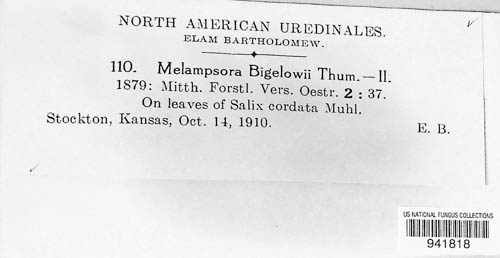 NORTH AMERICAN UREDINALES.
ELAM BARTHOLOMEW.
110. Melampsora Bigelowii Thum.—II.
1879: Mitth. Forstl. Vers. Oestr. 2 : 37.
On leaves of Salix cordata Muhl.
Stockton, Kansas, Oct. 14, 1910. E. B.
US NATIONAL FUNGUS COLLECTIONS
941818